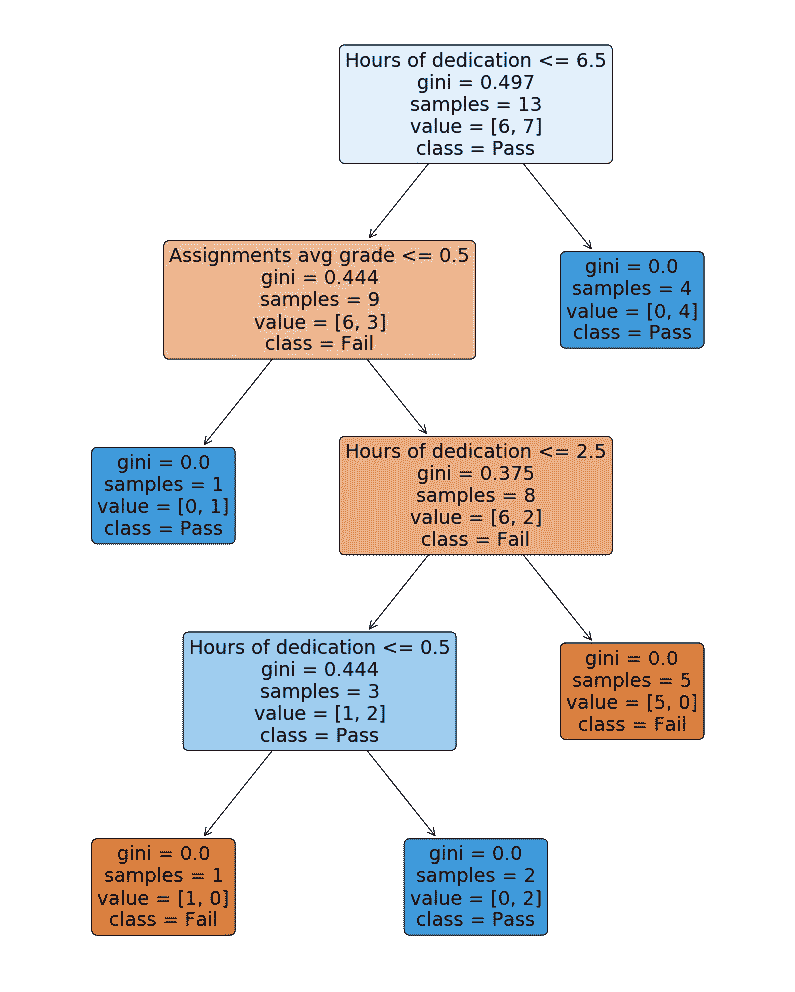 Hours of dedication <= 6.5
gini = 0.497
samples = 13
value = [6, 7]
class = Pass
Assignments avg grade <= 0.5
gini = 0.444
samples = 9
value = [6, 3]
class = Fail
gini = 0.0
samples = 4
value = [0, 4]
class = Pass
gini = 0.0
samples = 1
value = [0, 1]
class = Pass
Hours of dedication <= 2.5
gini = 0.375
samples = 8
value = [6, 2]
class = Fail
Hours of dedication <= 0.5
gini = 0.444
samples = 3
value = [1, 2]
class = Pass
gini = 0.0
samples = 5
value = [5, 0]
class = Fail
gini = 0.0
samples = 1
value = [1, 0]
class = Fail
gini = 0.0
samples = 2
value = [0, 2]
class = Pass